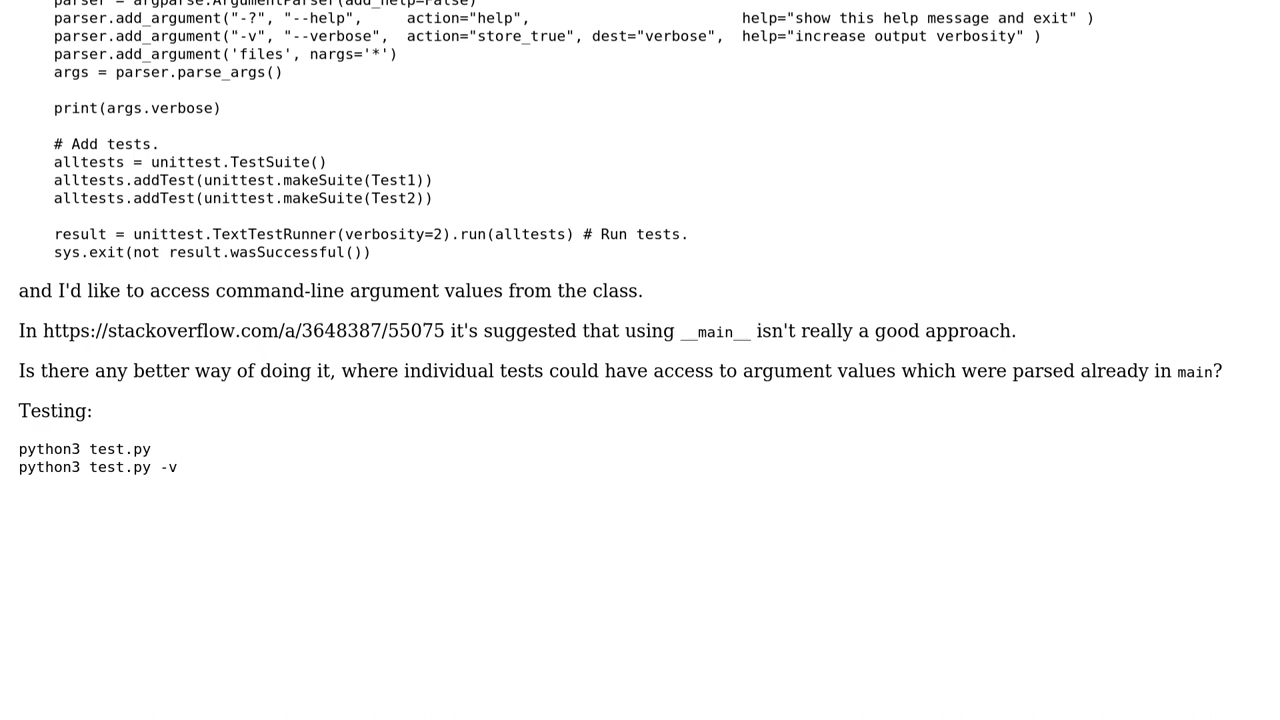 parser = argparse.ArgumentParser(add_help=False)
parser.add_argument("-?", "--help",     action="help",                        help="show this help message and exit" )
parser.add_argument("-v", "--verbose",  action="store_true", dest="verbose",  help="increase output verbosity" )
parser.add_argument('files', nargs='*')
args = parser.parse_args()
print(args.verbose)
# Add tests.
alltests = unittest.TestSuite()
alltests.addTest(unittest.makeSuite(Test1))
alltests.addTest(unittest.makeSuite(Test2))
result = unittest.TextTestRunner(verbosity=2).run(alltests) # Run tests.
sys.exit(not result.wasSuccessful())
and I'd like to access command-line argument values from the class.
In https://stackoverflow.com/a/3648387/55075 it's suggested that using __main__ isn't really a good approach.
Is there any better way of doing it, where individual tests could have access to argument values which were parsed already in main?
Testing:
python3 test.py
python3 test.py -v